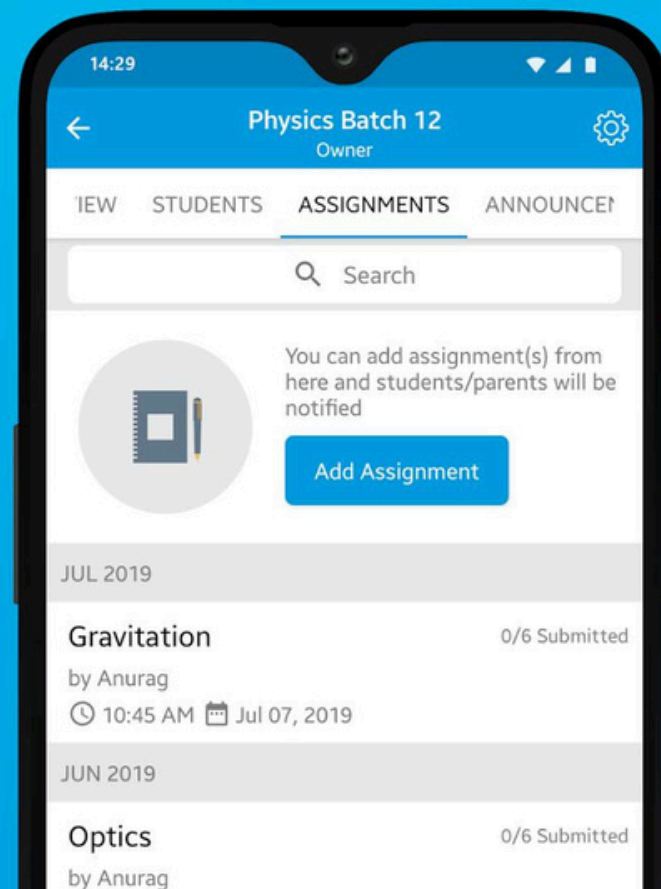 14:29
Physics Batch 12
Owner
IEW STUDENTS ASSIGNMENTS ANNOUNCEM
Search
You can add assignment(s) from
here and students/parents will be
notified
Add Assignment
JUL 2019
Gravitation 0/6 Submitted
by Anurag
10:45 AM Jul 07, 2019
JUN 2019
Optics 0/6 Submitted
by Anurag